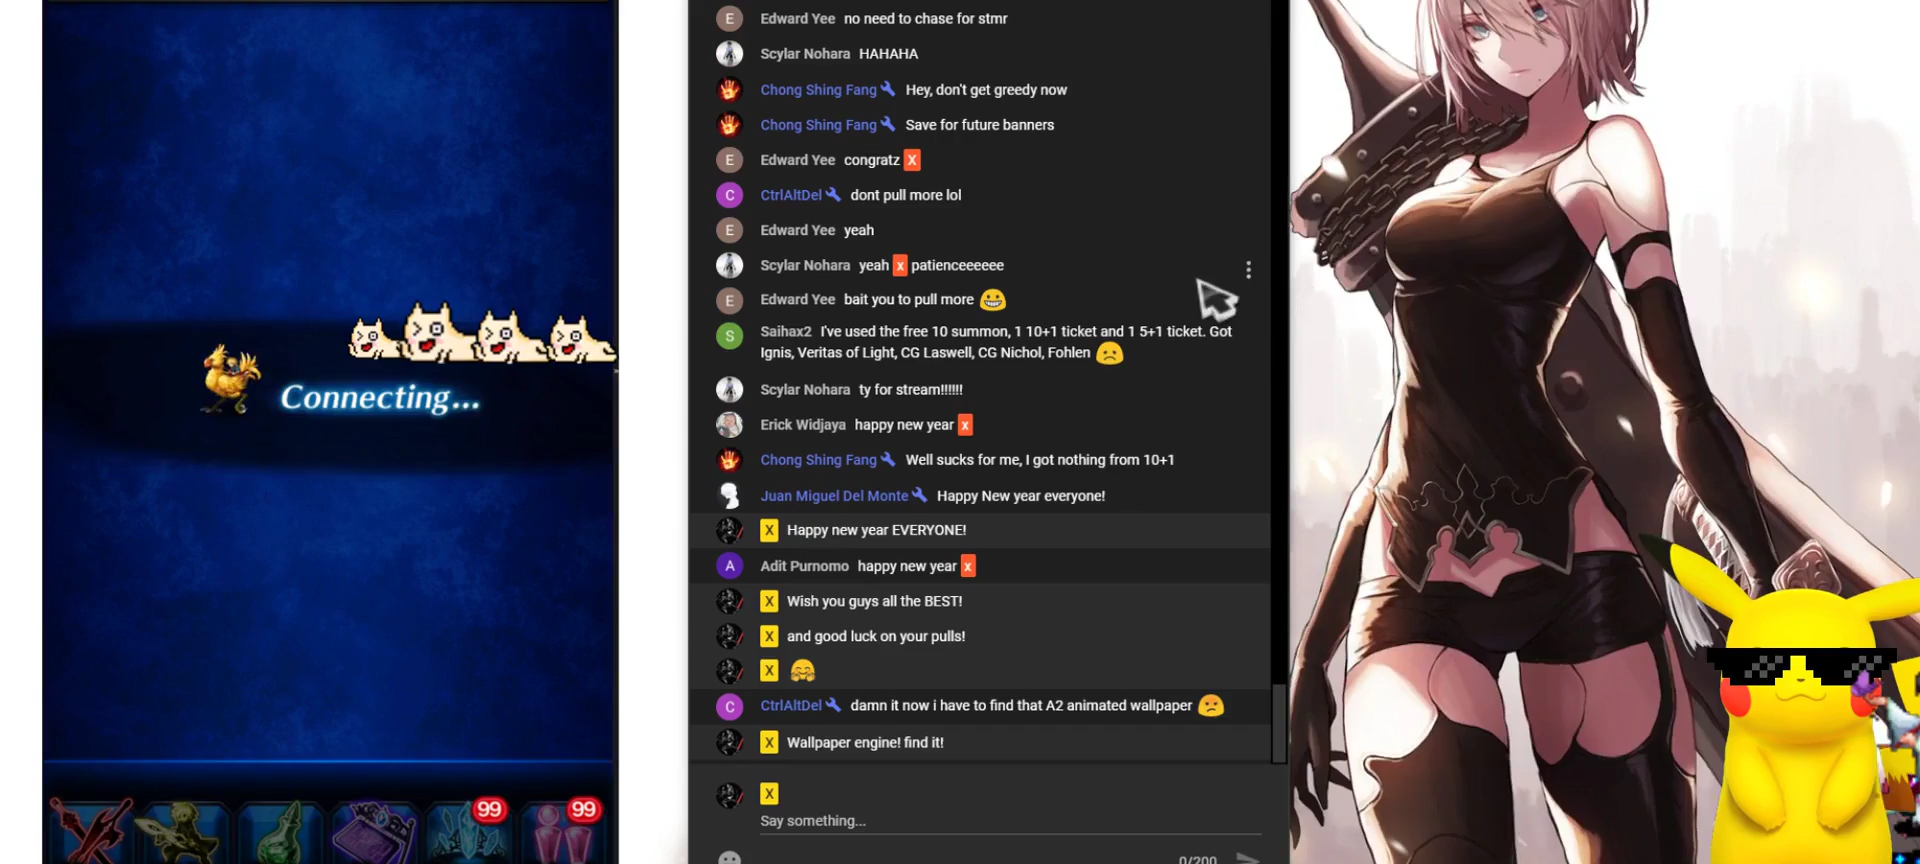 Connecting...
99
99
E Edward Yee no need to chase for stmr
Scylar Nohara HAHAHA
Chong Shing Fang Hey, don't get greedy now
Chong Shing Fang Save for future banners
E Edward Yee congratz X
C CtrlAltDel dont pull more lol
E Edward Yee yeah
Scylar Nohara yeah x patienceeeeee
E Edward Yee bait you to pull more 😀
S Saihax2 I've used the free 10 summon, 1 10+1 ticket and 1 5+1 ticket. Got
Ignis, Veritas of Light, CG Laswell, CG Nichol, Fohlen ☹️
Scylar Nohara ty for stream!!!!!!
Erick Widjaya happy new year x
Chong Shing Fang Well sucks for me, I got nothing from 10+1
Juan Miguel Del Monte Happy New year everyone!
X Happy new year EVERYONE!
A Adit Purnomo happy new year x
X Wish you guys all the BEST!
X and good luck on your pulls!
X 🤗
C CtrlAltDel damn it now i have to find that A2 animated wallpaper 😕
X Wallpaper engine! find it!
X
Say something...
0/200